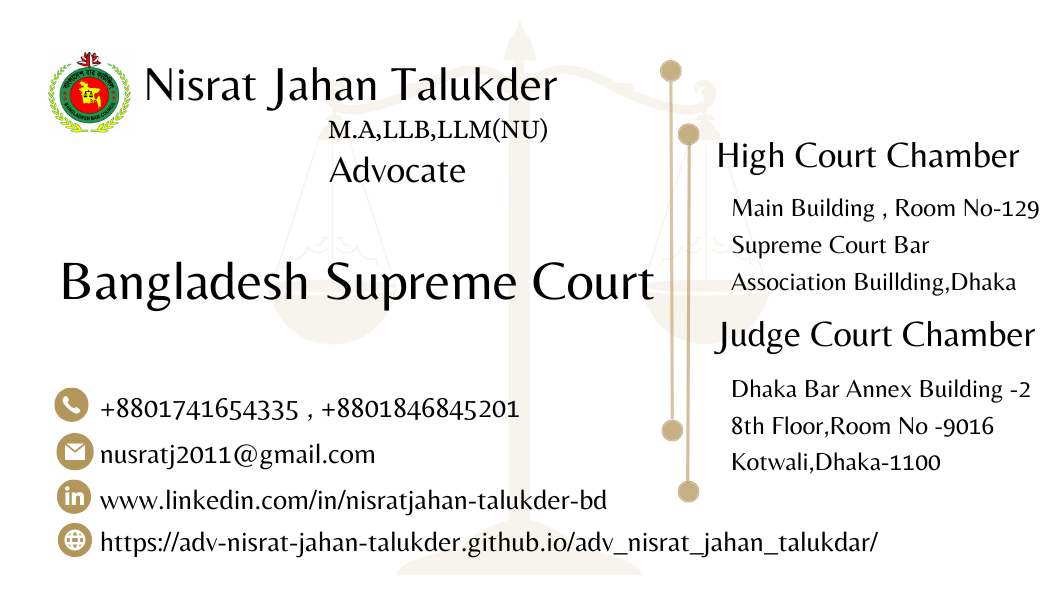 Nisrat Jahan Talukder
M.A,LLB,LLM(NU)
Advocate
Bangladesh Supreme Court
+8801741654335 , +8801846845201
nusratj2011@gmail.com
www.linkedin.com/in/nisratjahan-talukder-bd
https://adv-nisrat-jahan-talukder.github.io/adv_nisrat_jahan_talukdar/
High Court Chamber
Main Building , Room No-129
Supreme Court Bar
Association Buillding,Dhaka
Judge Court Chamber
Dhaka Bar Annex Building -2
8th Floor,Room No -9016
Kotwali,Dhaka-1100